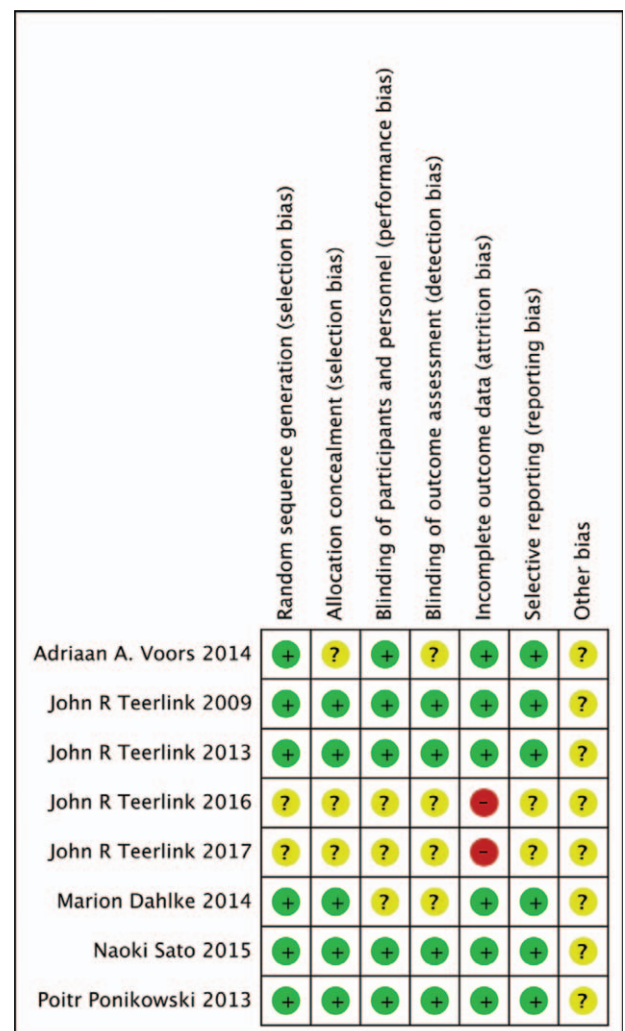 Random sequence generation (selection bias)
Allocation concealment (selection bias)
Blinding of participants and personnel (performance bias)
Blinding of outcome assessment (detection bias)
Incomplete outcome data (attrition bias)
Selective reporting (reporting bias)
Other bias
Adriaan A. Voors 2014 + ? + ? + + ?
John R Teerlink 2009 + + + + + + ?
John R Teerlink 2013 + + + + + + ?
John R Teerlink 2016 ? ? ? ? - ? ?
John R Teerlink 2017 ? ? ? ? - ? ?
Marion Dahlke 2014 + + ? ? + + ?
Naoki Sato 2015 + + + + + + ?
Poitr Ponikowski 2013 + + + + + + ?